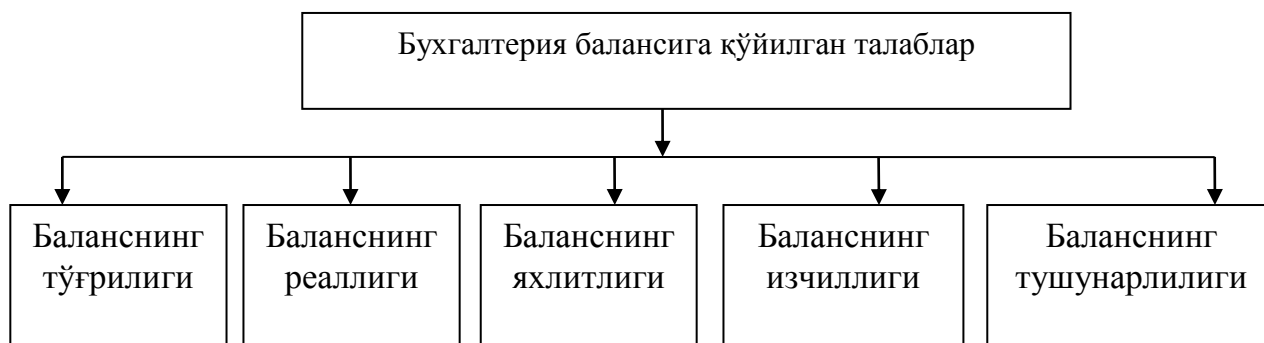 Бухгалтерия балансига қўйилган талаблар
Баланснинг
тўғрилиги
Баланснинг
реаллиги
Баланснинг
яхлитлиги
Баланснинг
изчиллиги
Баланснинг
тушунарлилиги